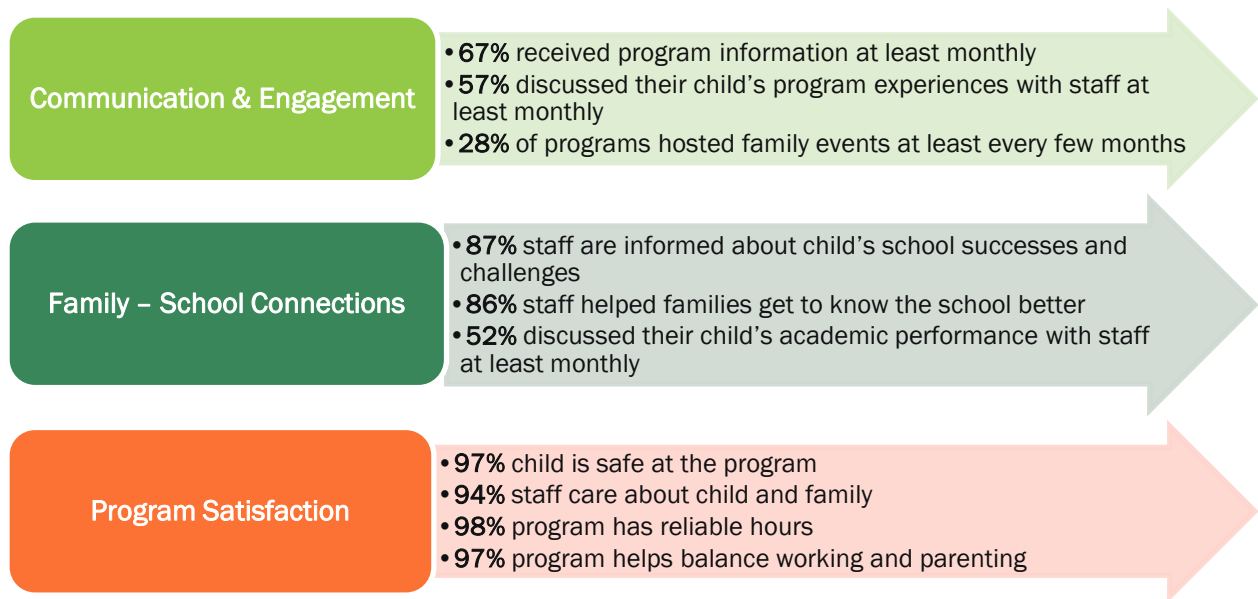 Communication & Engagement
•67% received program information at least monthly
•57% discussed their child’s program experiences with staff at
least monthly
•28% of programs hosted family events at least every few months
Family – School Connections
•87% staff are informed about child’s school successes and
challenges
•86% staff helped families get to know the school better
•52% discussed their child’s academic performance with staff
at least monthly
Program Satisfaction
•97% child is safe at the program
•94% staff care about child and family
•98% program has reliable hours
•97% program helps balance working and parenting